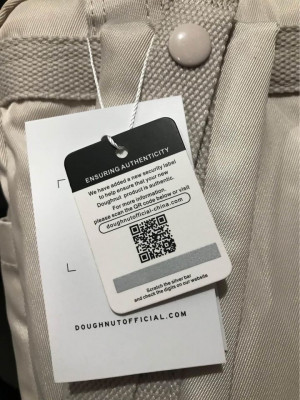 ENSURING AUTHENTICITY
We have added a new security label
to help ensure that your new
Doughnut product is authentic.
For more information,
please scan the QR code below or visit
doughnutofficial-china.com
Scratch the silver bar
and check the digits on our website
DOUGHNUTOFFICIAL.COM